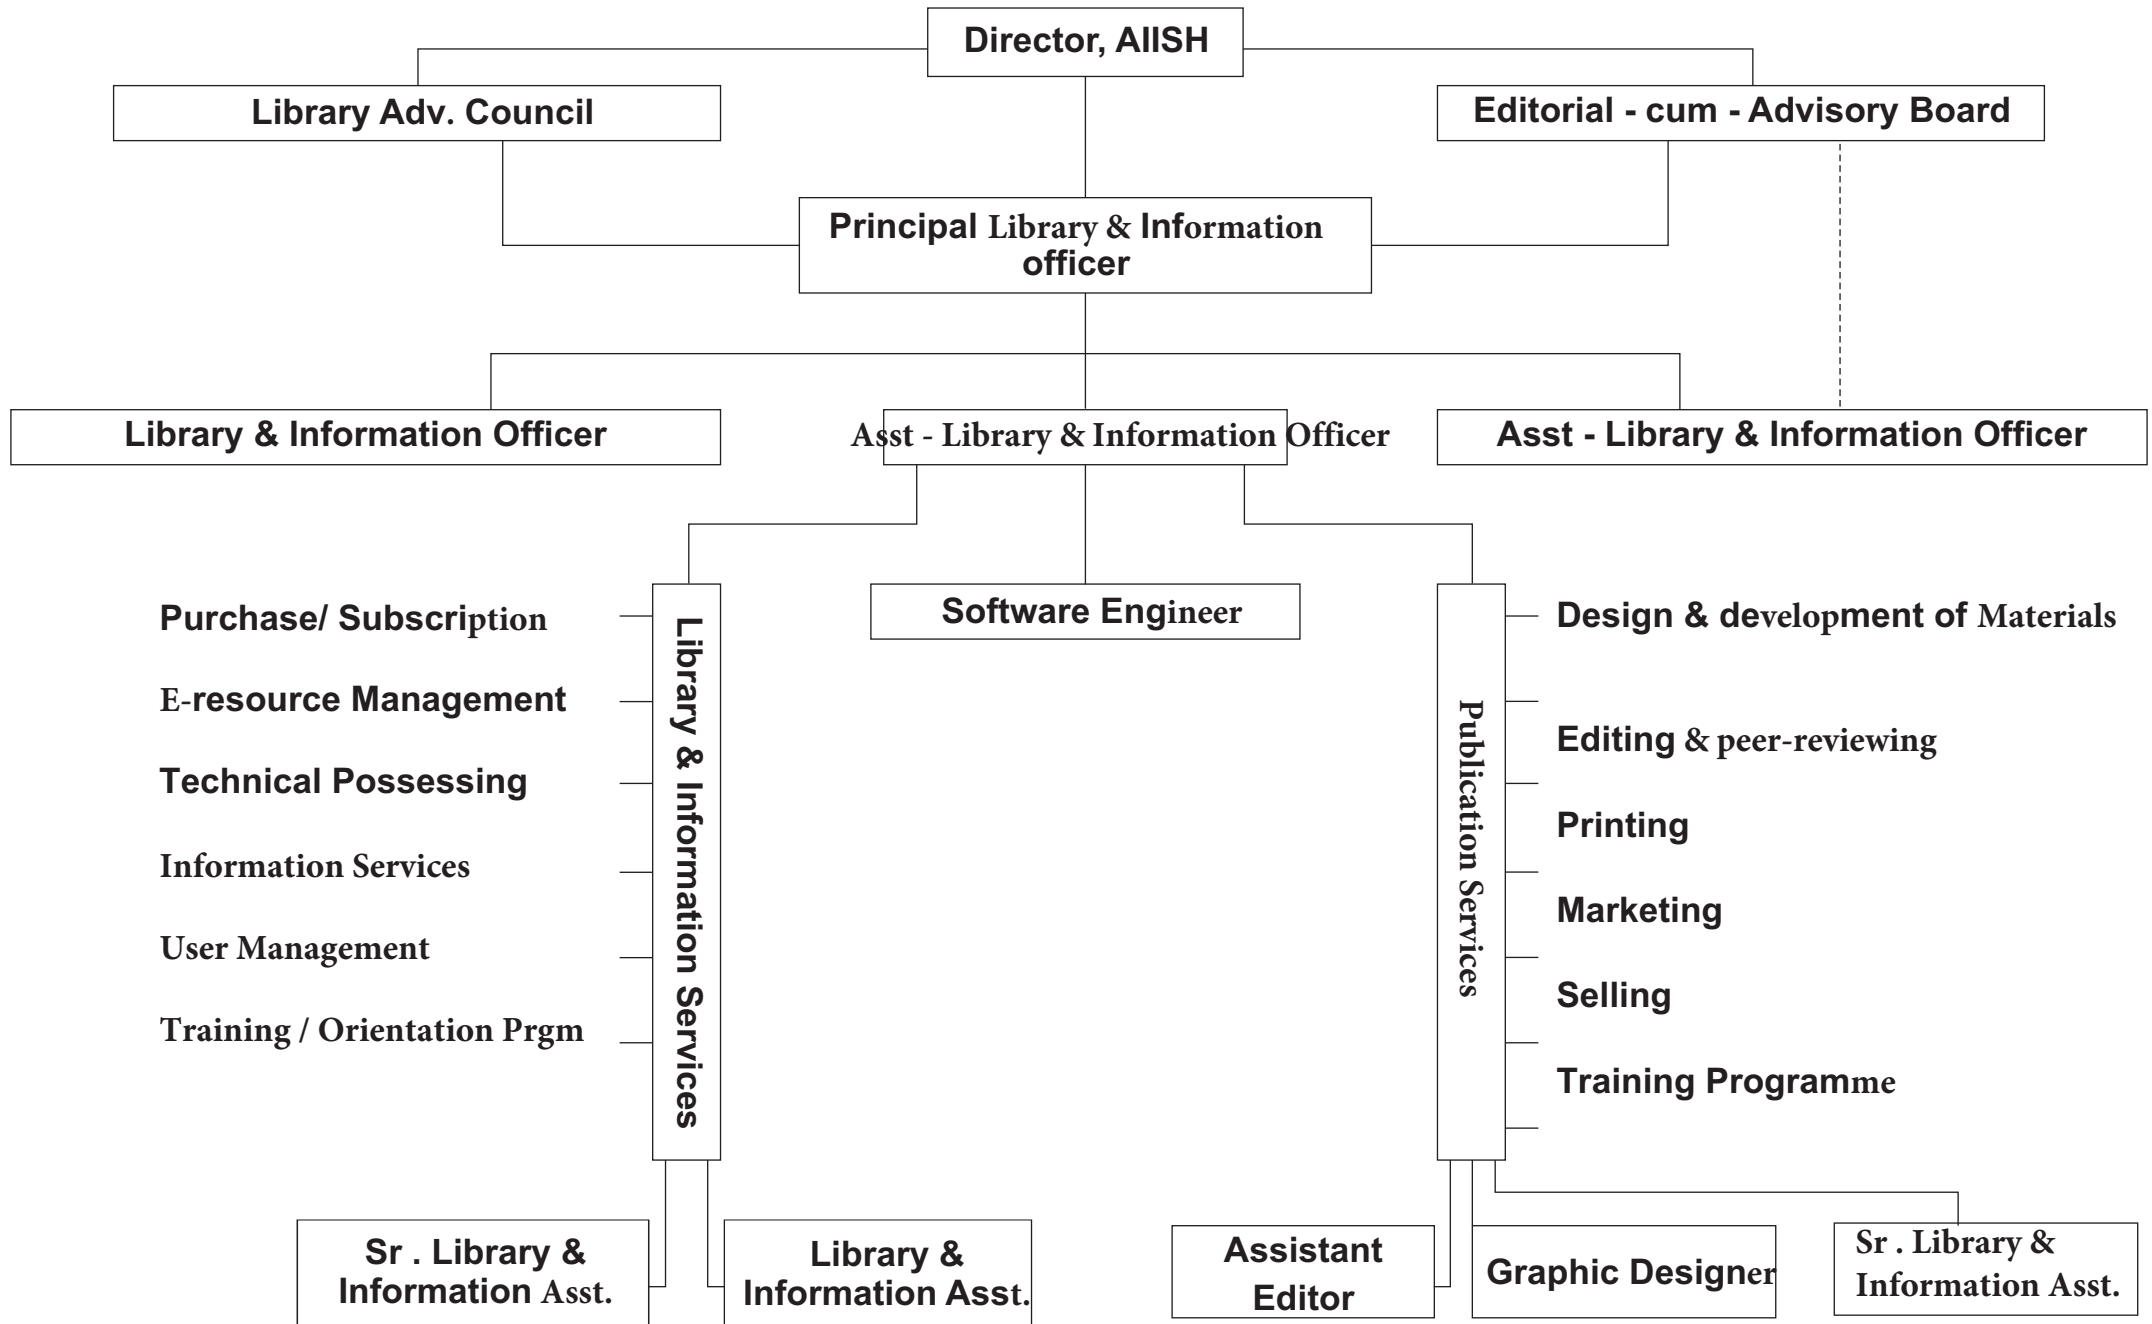 Director, AIISH
Library Adv. Council
Editorial - cum - Advisory Board
Principal Library & Information
officer
Library & Information Officer
Asst - Library & Information Officer
Asst - Library & Information Officer
Software Engineer
Library & Information Services
Purchase/ Subscription
E-resource Management
Technical Possessing
Information Services
User Management
Training / Orientation Prgm
Publication Services
Design & development of Materials
Editing & peer-reviewing
Printing
Marketing
Selling
Training Programme
Sr . Library &
Information Asst.
Library &
Information Asst.
Assistant
Editor
Graphic Designer
Sr . Library &
Information Asst.